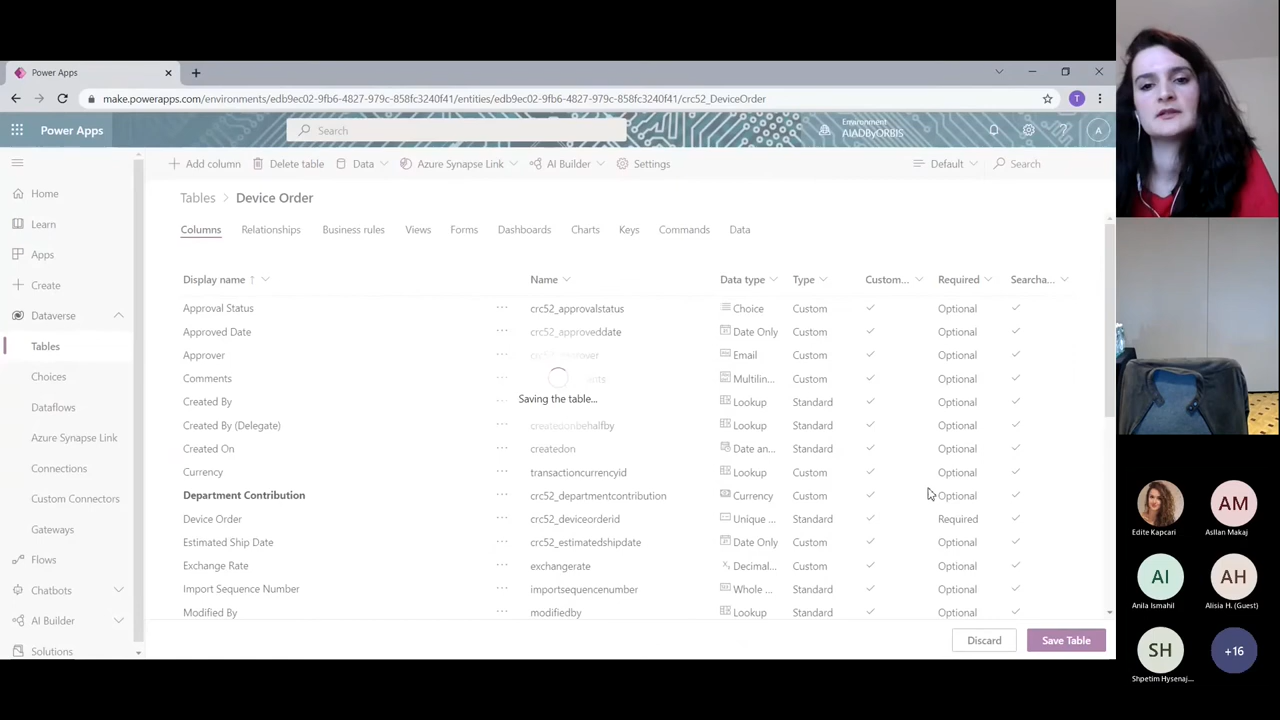 Power Apps
make.powerapps.com/environments/edb9ec02-9fb6-4827-979c-858fc3240f41/entities/edb9ec02-9fb6-4827-979c-858fc3240f41/crc52_DeviceOrder
T
Power Apps
Search
Environment
AIADByORBIS
A
Add column
Delete table
Data
Azure Synapse Link
AI Builder
Settings
Default
Search
Home
Learn
Apps
Create
Dataverse
Tables
Choices
Dataflows
Azure Synapse Link
Connections
Custom Connectors
Gateways
Flows
Chatbots
AI Builder
Solutions
Tables > Device Order
Columns Relationships Business rules Views Forms Dashboards Charts Keys Commands Data
Display name ↑ Name Data type Type Custom... Required Searcha...
Approval Status ... crc52_approvalstatus Choice Custom Optional
Approved Date ... crc52_approveddate Date Only Custom Optional
Approver ... crc52_approver Email Custom Optional
Comments ... Multilin... Custom Optional
Created By ... Lookup Standard Optional
Created By (Delegate) ... createdonbehalfby Lookup Standard Optional
Created On ... createdon Date an... Standard Optional
Currency ... transactioncurrencyid Lookup Custom Optional
Department Contribution ... crc52_departmentcontribution Currency Custom Optional
Device Order ... crc52_deviceorderid Unique ... Standard Required
Estimated Ship Date ... crc52_estimatedshipdate Date Only Custom Optional
Exchange Rate ... exchangerate Decimal... Custom Optional
Import Sequence Number ... importsequencenumber Whole ... Standard Optional
Modified By ... modifiedby Lookup Standard Optional
Saving the table...
Discard
Save Table
Edite Kapcari
AM
Asllan Makaj
AI
Anila Ismahil
AH
Alisia H. (Guest)
SH
Shpetim Hysenaj...
+16